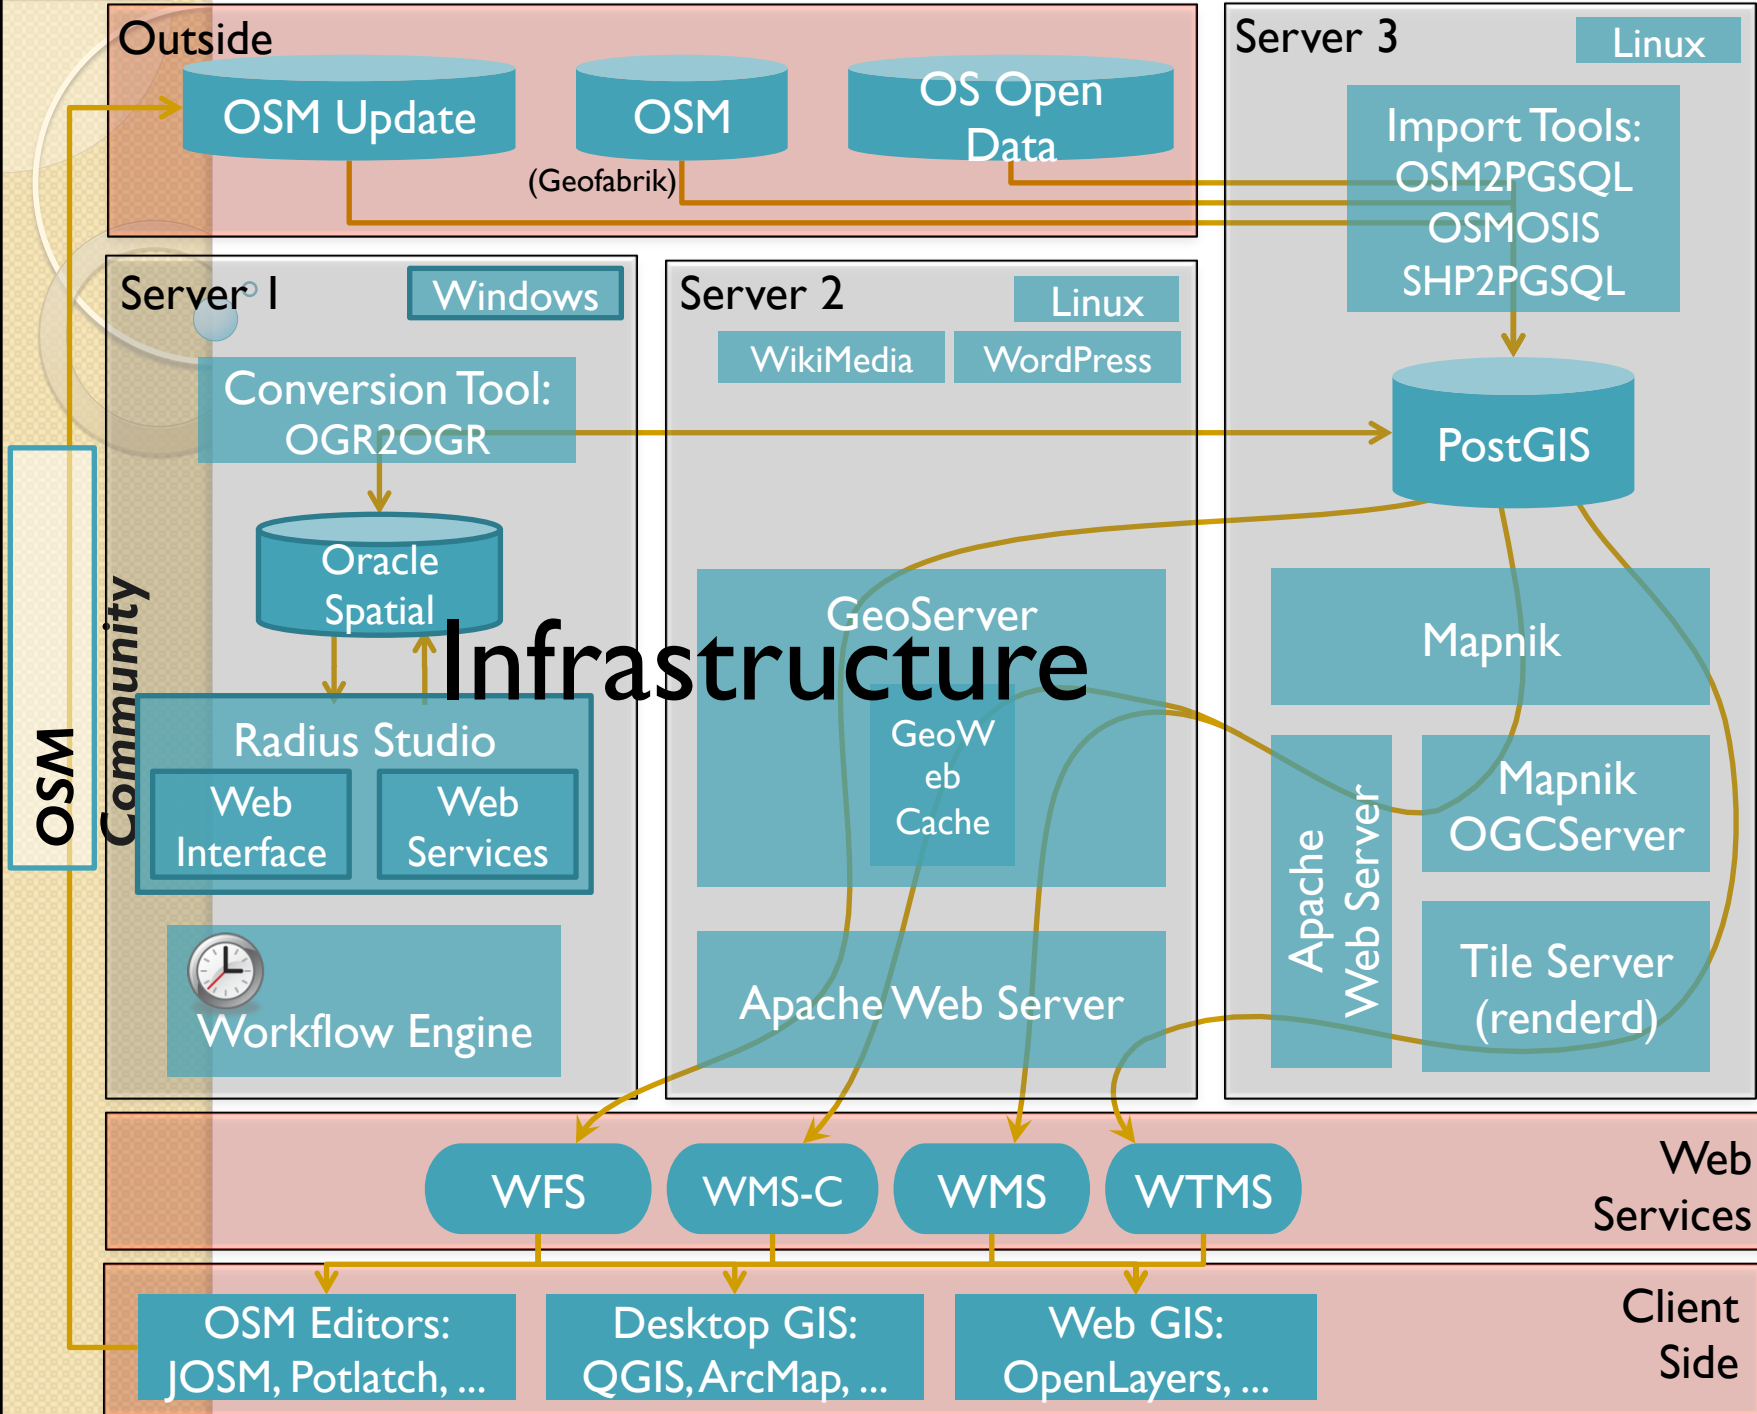 Outside
OSM Update
OSM
(Geofabrik)
OS Open
Data
Server 3
Linux
Import Tools:
OSM2PGSQL
OSMOSIS
SHP2PGSQL
PostGIS
Mapnik
Apache
Web Server
Mapnik
OGCServer
Tile Server
(renderd)
Server 1
Windows
Conversion Tool:
OGR2OGR
Oracle
Spatial
Radius Studio
Web
Interface
Web
Services
Workflow Engine
Server 2
Linux
WikiMedia
WordPress
GeoServer
GeoW
eb
Cache
Apache Web Server
Infrastructure
OSM
Community
WFS
WMS-C
WMS
WTMS
Web
Services
OSM Editors:
JOSM, Potlatch, ...
Desktop GIS:
QGIS, ArcMap, ...
Web GIS:
OpenLayers, ...
Client
Side